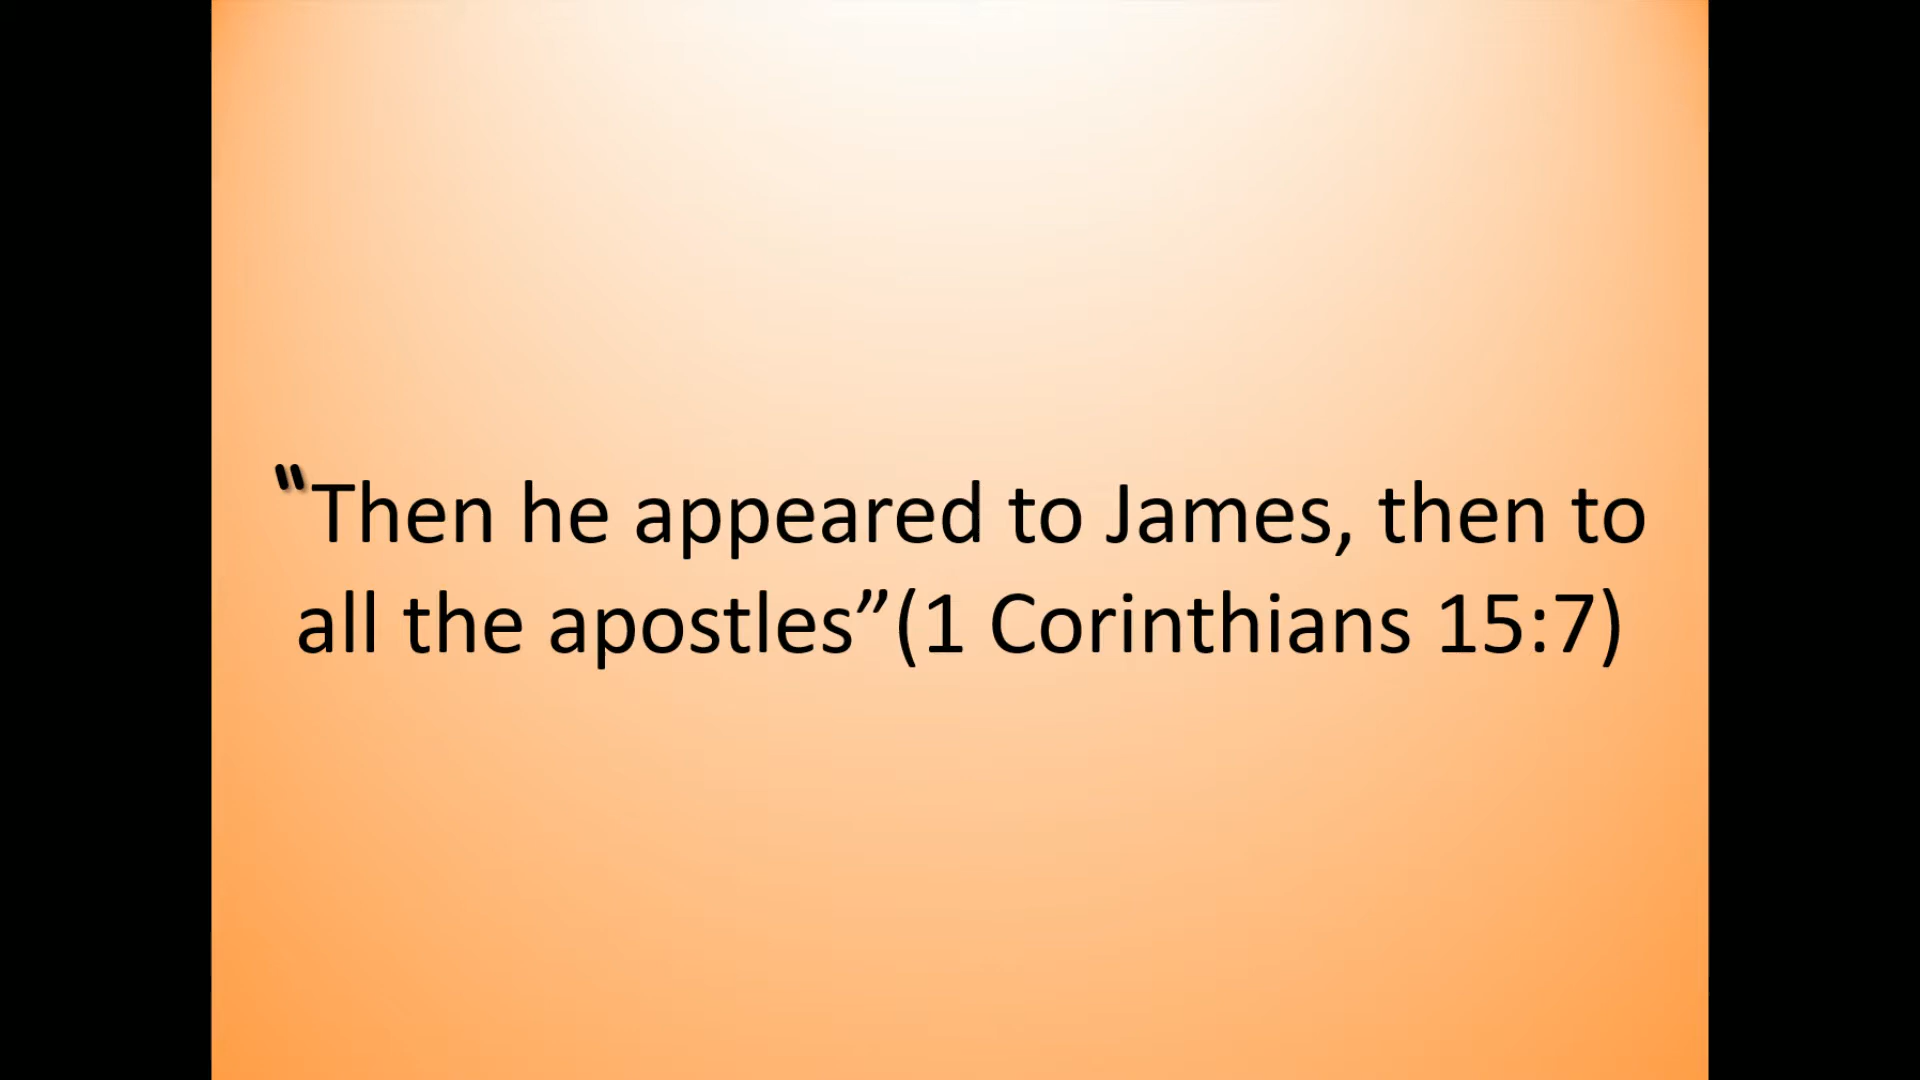 “Then he appeared to James, then to
all the apostles”(1 Corinthians 15:7)